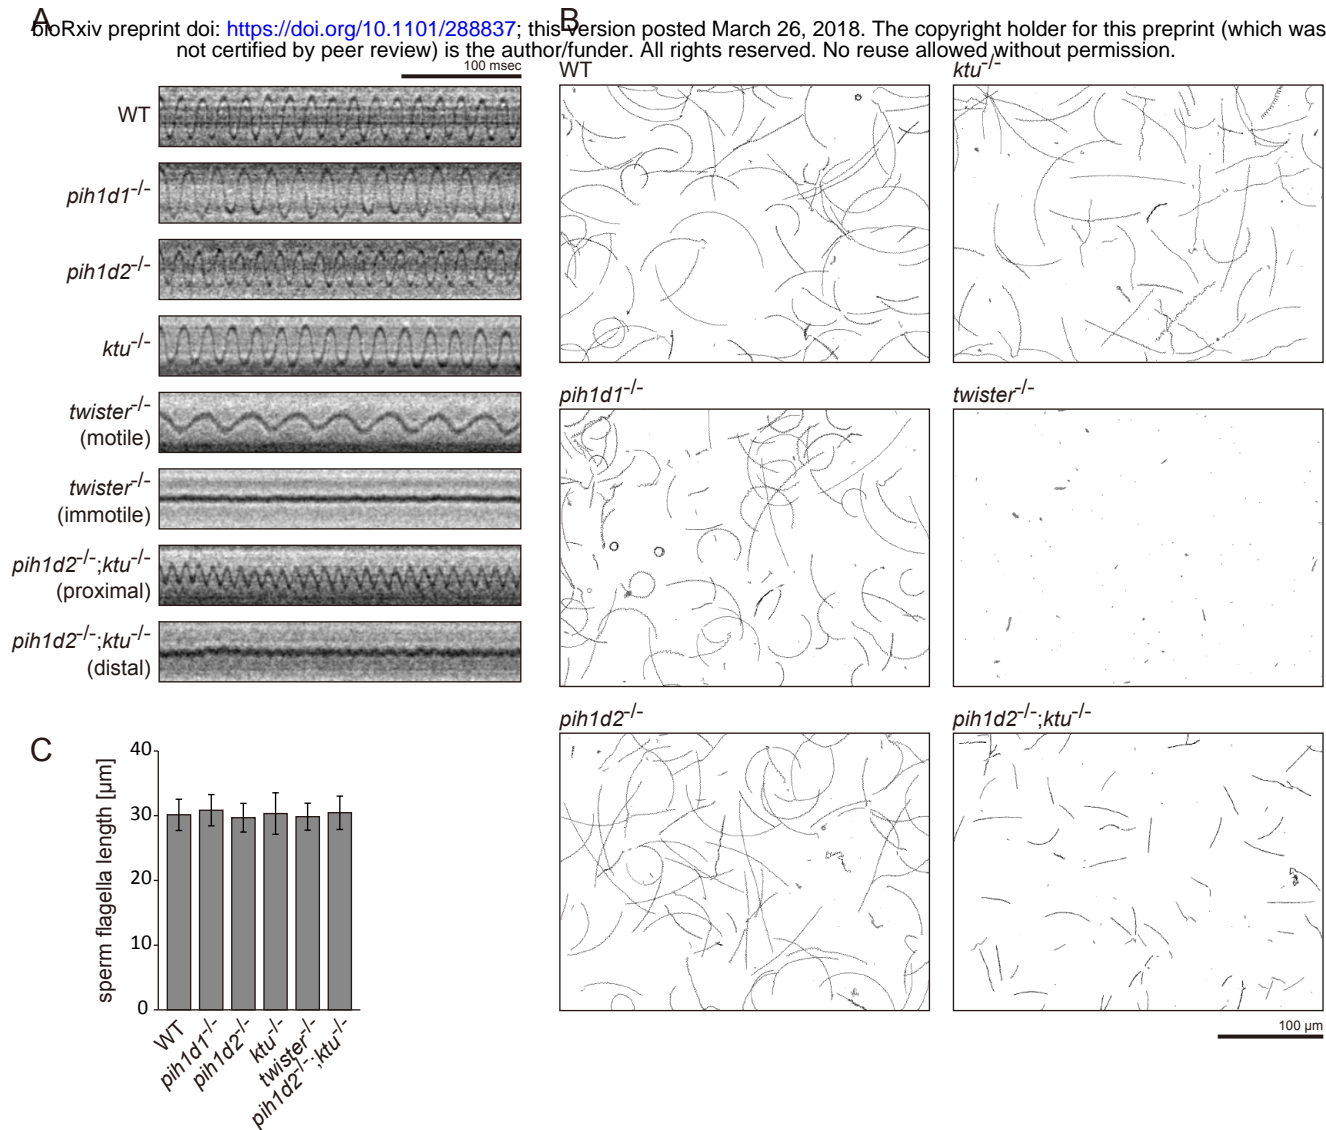 A
B
bioRxiv preprint doi: https://doi.org/10.1101/288837; this version posted March 26, 2018. The copyright holder for this preprint (which was
not certified by peer review) is the author/funder. All rights reserved. No reuse allowed without permission.
100 msec
WT
pih1d1-/-
pih1d2-/-
ktu-/-
twister-/-
(motile)
twister-/-
(immotile)
pih1d2-/-;ktu-/-
(proximal)
pih1d2-/-;ktu-/-
(distal)
WT
ktu-/-
pih1d1-/-
twister-/-
pih1d2-/-
pih1d2-/-;ktu-/-
100 µm
C
sperm flagella length [µm]
40
30
20
10
0
WT
pih1d1-/-
pih1d2-/-
ktu-/-
twister-/-
pih1d2-/-;ktu-/-